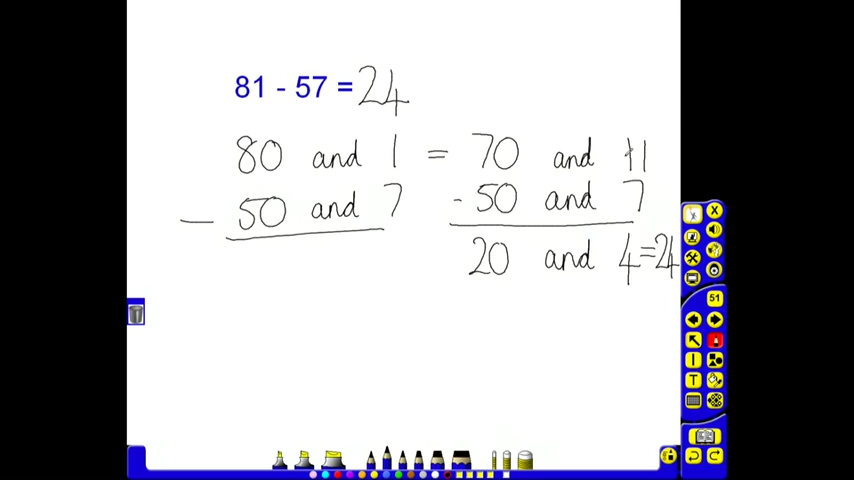 81 - 57 = 24
80 and 1 = 70 and 11
- 50 and 7 - 50 and 7
20 and 4=24
51
T